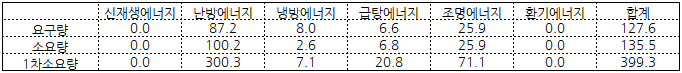 신재생에너지 난방에너지 냉방에너지 급탕에너지 조명에너지 환기에너지 합계
요구량 0.0 87.2 8.0 6.6 25.9 0.0 127.6
소요량 0.0 100.2 2.6 6.8 25.9 0.0 135.5
1차소요량 0.0 300.3 7.1 20.8 71.1 0.0 399.3